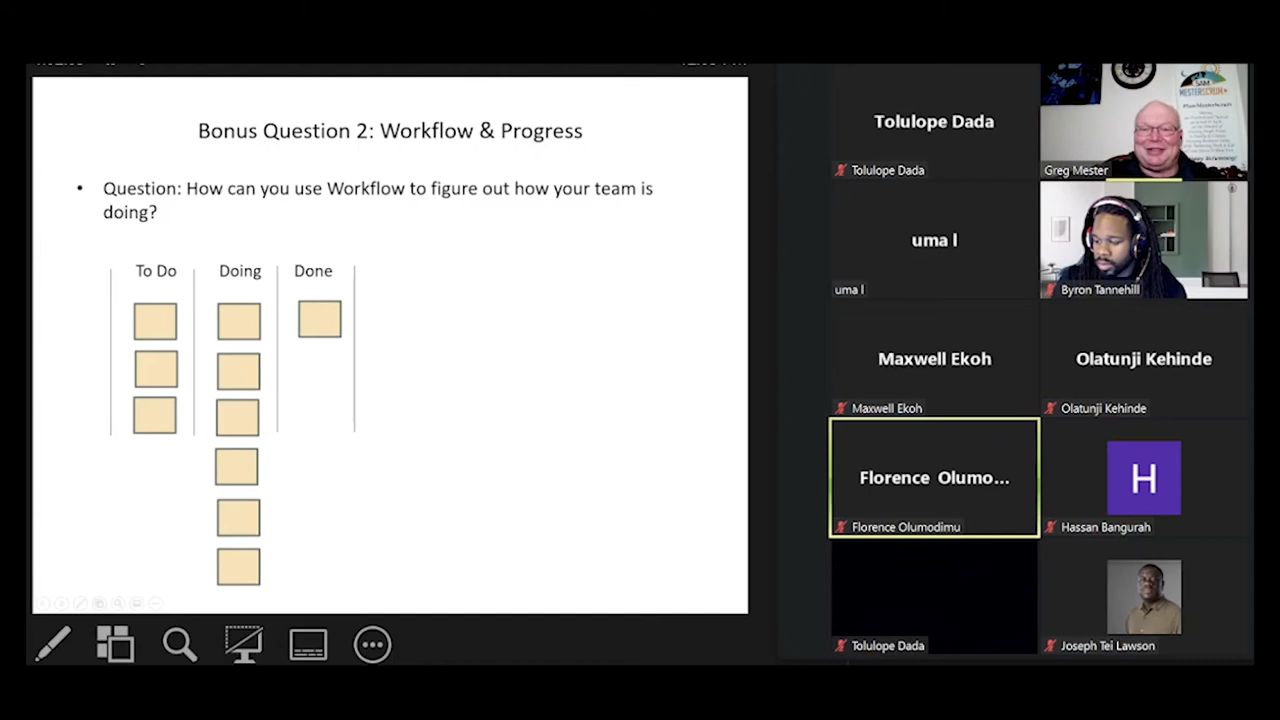 Bonus Question 2: Workflow & Progress
• Question: How can you use Workflow to figure out how your team is
doing?
To Do Doing Done
Tolulope Dada
Tolulope Dada
SAM
MESTERSCRUM
Greg Mester
uma l
uma l
Byron Tannehill
Maxwell Ekoh
Maxwell Ekoh
Olatunji Kehinde
Olatunji Kehinde
Florence Olumo...
Florence Olumodimu
H
Hassan Bangurah
Tolulope Dada
Joseph Tei Lawson